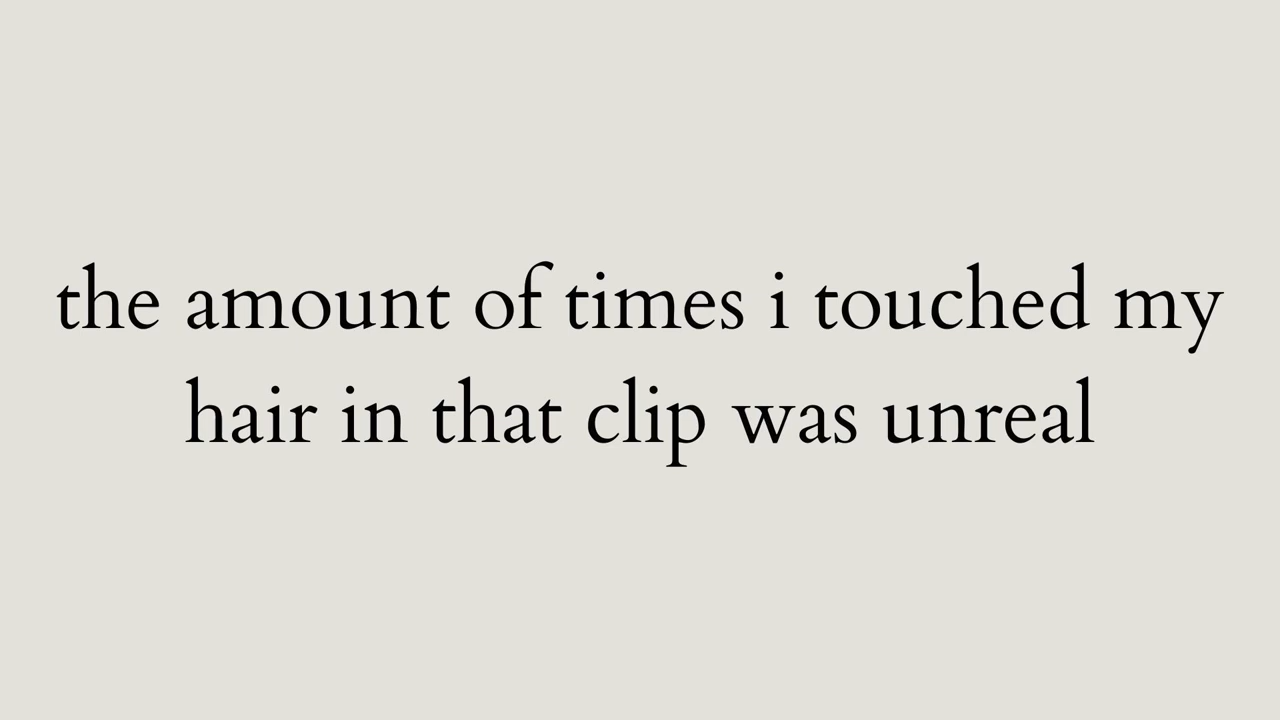 the amount of times i touched my
hair in that clip was unreal